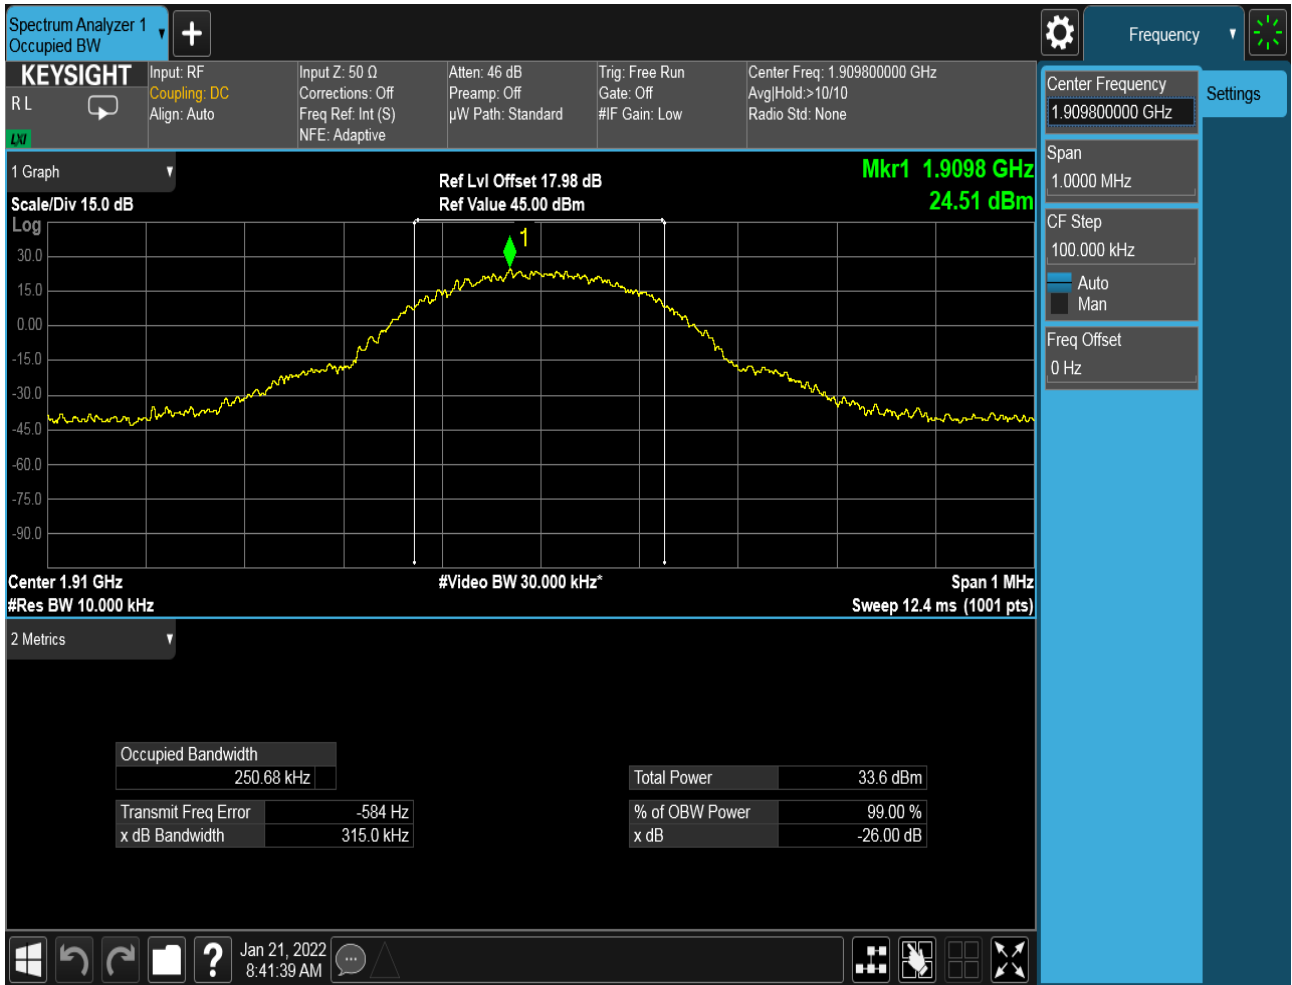 Spectrum Analyzer 1
Occupied BW
Frequency
KEYSIGHT
R L
LXI
Input: RF
Coupling: DC
Align: Auto
Input Z: 50 Ω
Corrections: Off
Freq Ref: Int (S)
NFE: Adaptive
Atten: 46 dB
Preamp: Off
µW Path: Standard
Trig: Free Run
Gate: Off
#IF Gain: Low
Center Freq: 1.909800000 GHz
Avg|Hold:>10/10
Radio Std: None
Center Frequency
1.909800000 GHz
Settings
Span
1.0000 MHz
CF Step
100.000 kHz
Auto
Man
Freq Offset
0 Hz
1 Graph
Scale/Div 15.0 dB
Ref Lvl Offset 17.98 dB
Ref Value 45.00 dBm
Mkr1 1.9098 GHz
24.51 dBm
Log
1
30.0
15.0
0.00
-15.0
-30.0
-45.0
-60.0
-75.0
-90.0
Center 1.91 GHz
#Video BW 30.000 kHz*
Span 1 MHz
#Res BW 10.000 kHz
Sweep 12.4 ms (1001 pts)
2 Metrics
Occupied Bandwidth
250.68 kHz
Total Power 33.6 dBm
Transmit Freq Error -584 Hz
% of OBW Power 99.00 %
x dB Bandwidth 315.0 kHz
x dB -26.00 dB
Jan 21, 2022
8:41:39 AM